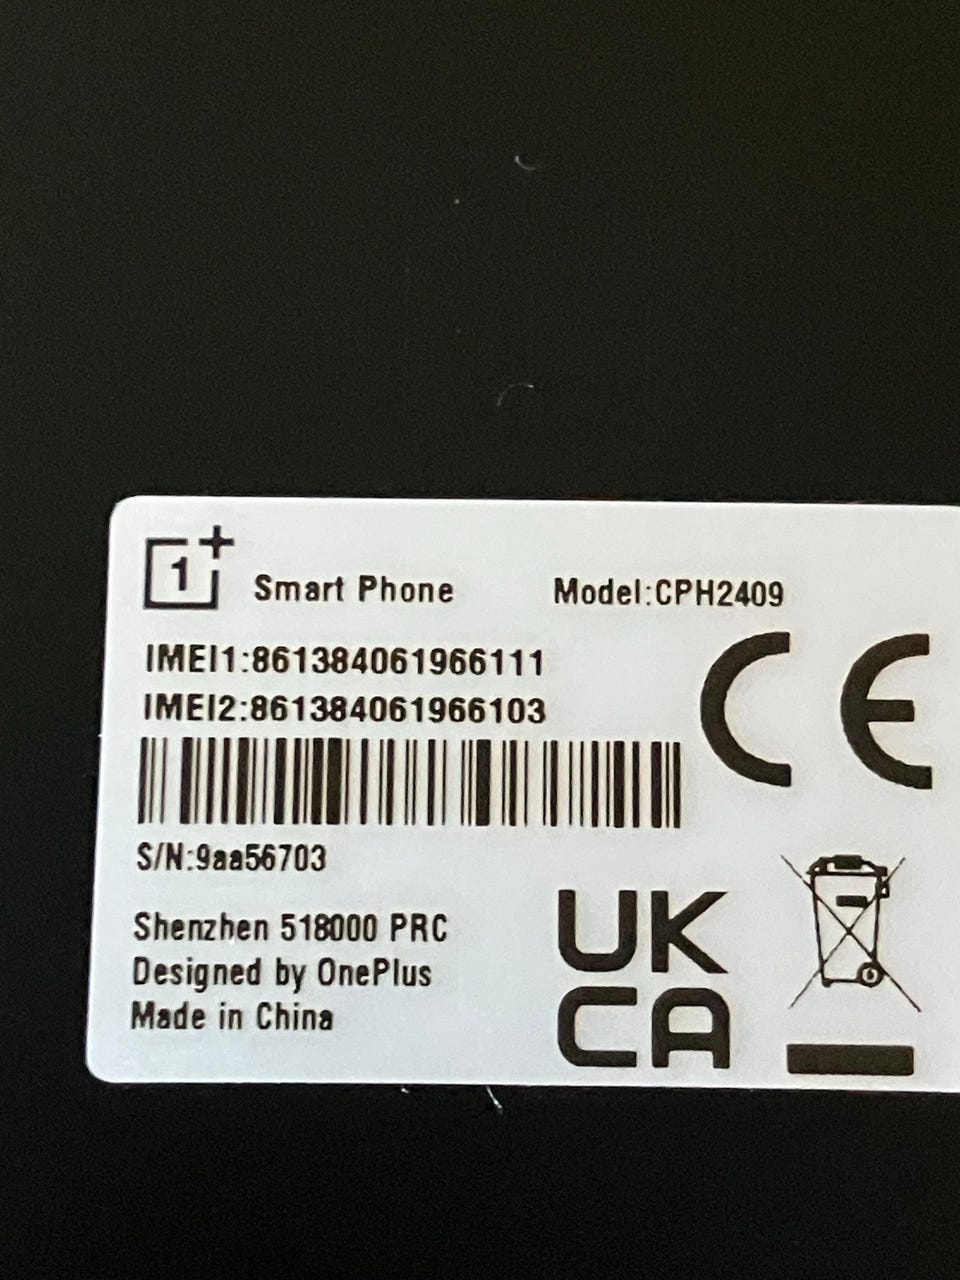 1+ Smart Phone Model:CPH2409
IMEI1:861384061966111
IMEI2:861384061966103
S/N:9aa56703
Shenzhen 518000 PRC
Designed by OnePlus
Made in China
CE
UK
CA